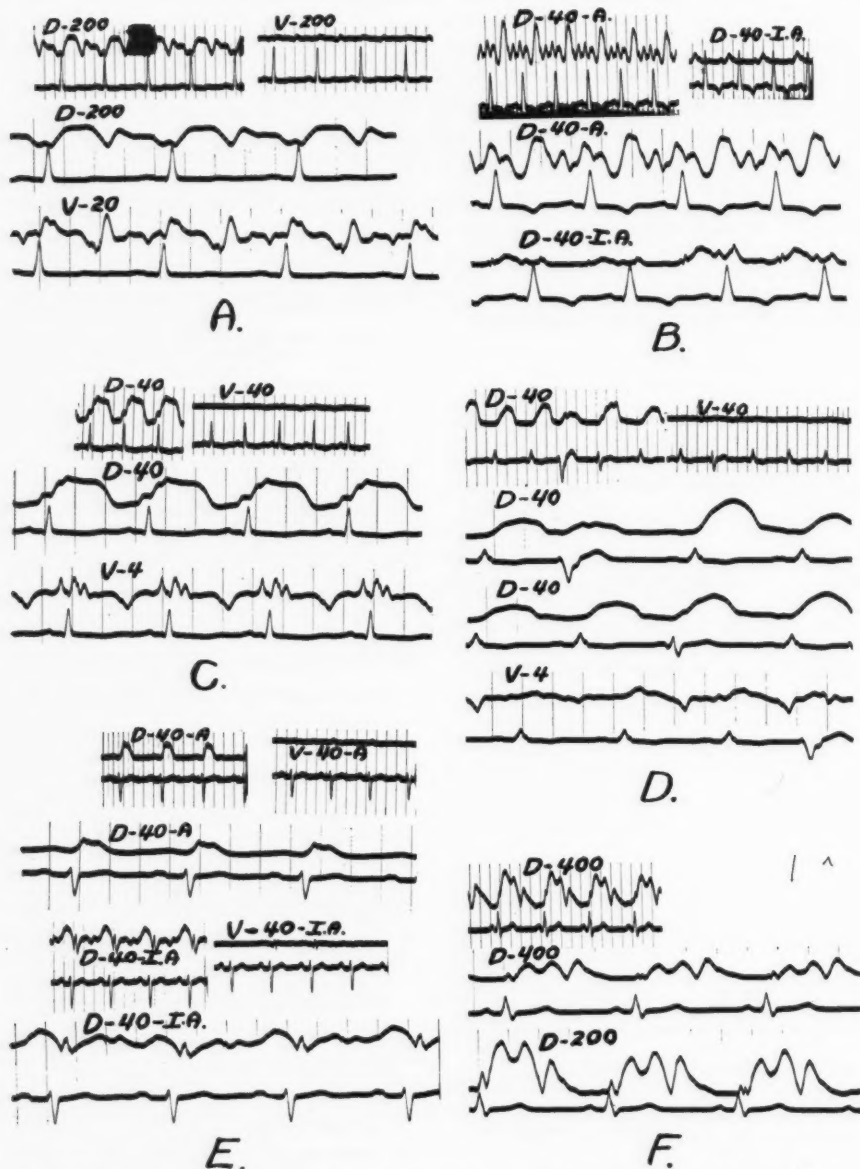 D-200 V-200
D-200
V-20
A.
D-40-A. D-40-I.A.
D-40-A.
D-40-I.A.
B.
D-40 V-40
D-40
V-4
C.
D-40 V-40
D-40
D-40
V-4
D.
D-40-A V-40-A
D-40-A
V-40-I.A.
D-40-I.A
D-40-I.A.
E.
D-400
D-400
D-200
F.